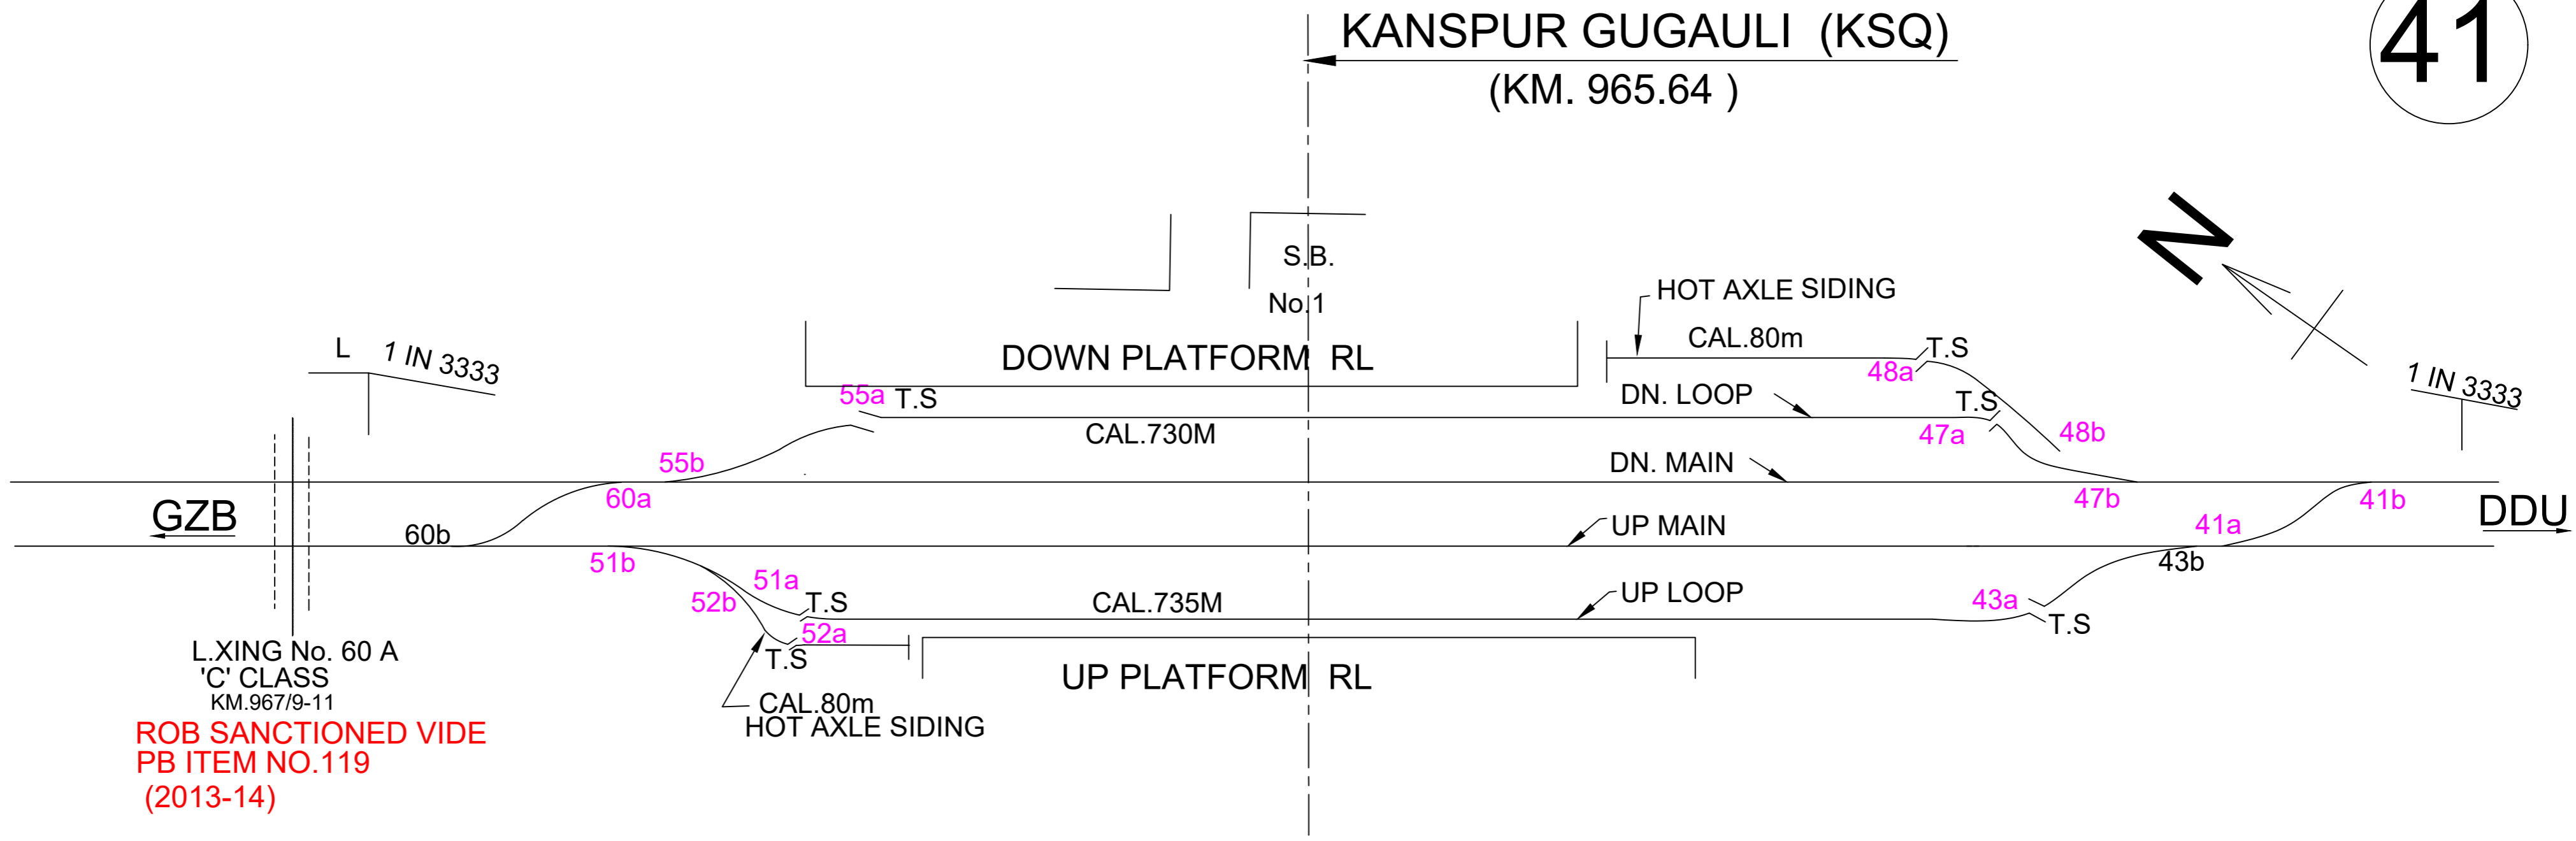 KANSPUR GUGAULI (KSQ)
(KM. 965.64 )
41
N
S.B.
No.1
HOT AXLE SIDING
CAL.80m
T.S
48a
L 1 IN 3333
1 IN 3333
DOWN PLATFORM RL
55a T.S
DN. LOOP
T.S
CAL.730M
47a
48b
55b
DN. MAIN
60a
47b
41b
GZB
DDU
60b
UP MAIN
41a
51b
43b
51a
52b
T.S
CAL.735M
UP LOOP
43a
52a
T.S
T.S
L.XING No. 60 A
'C' CLASS
KM.967/9-11
UP PLATFORM RL
CAL.80m
HOT AXLE SIDING
ROB SANCTIONED VIDE
PB ITEM NO.119
(2013-14)